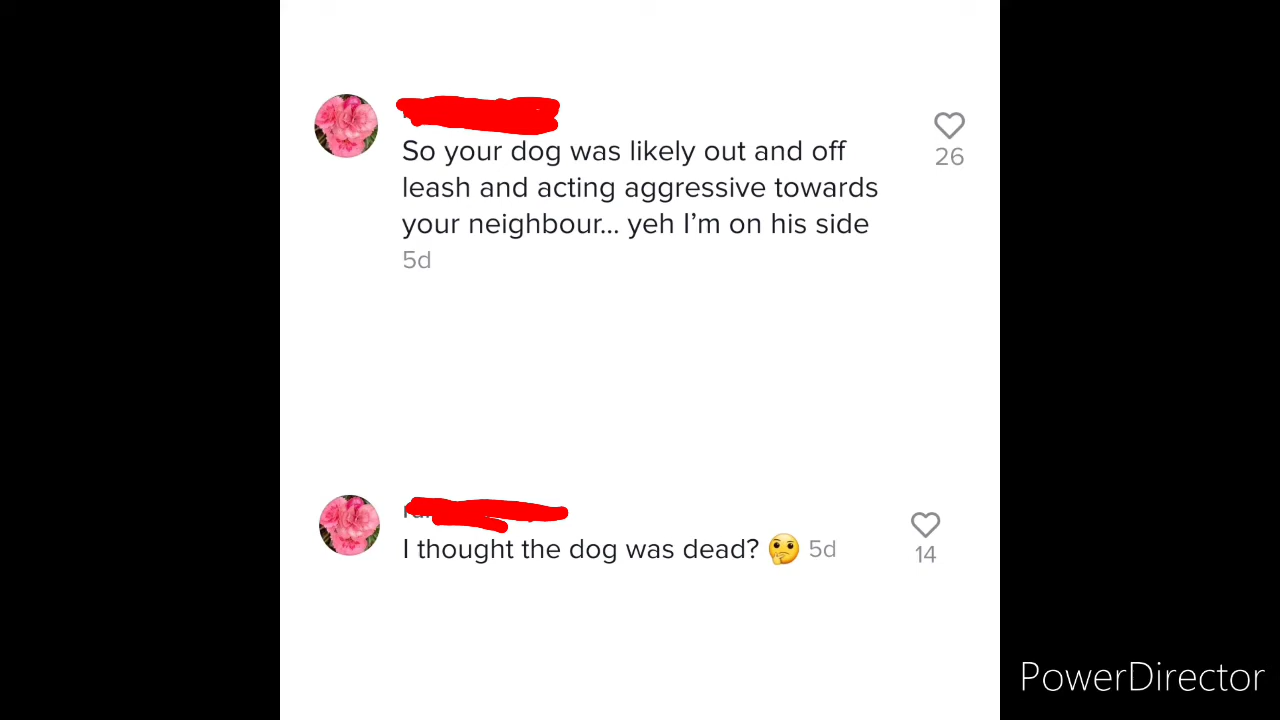 So your dog was likely out and off
26
leash and acting aggressive towards
your neighbour... yeh I'm on his side
5d
I thought the dog was dead? 🤔 5d
14
PowerDirector